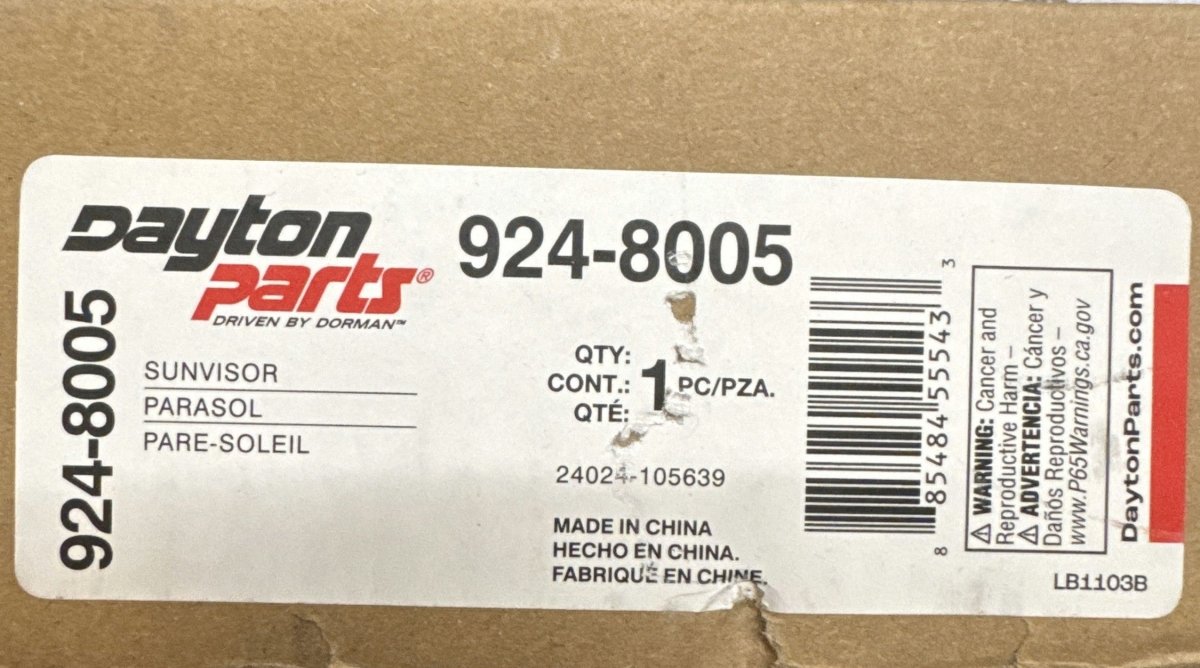 Dayton
parts®
DRIVEN BY DORMAN™
924-8005
924-8005
SUNVISOR
PARASOL
PARE-SOLEIL
QTY:
CONT.: 1 PC/PZA.
QTÉ:
24024-105639
MADE IN CHINA
HECHO EN CHINA.
FABRIQUÉ EN CHINE.
8 85484 55543 3
⚠ WARNING: Cancer and
Reproductive Harm –
⚠ ADVERTENCIA: Cáncer y
Daños Reproductivos –
www.P65Warnings.ca.gov
DaytonParts.com
LB1103B